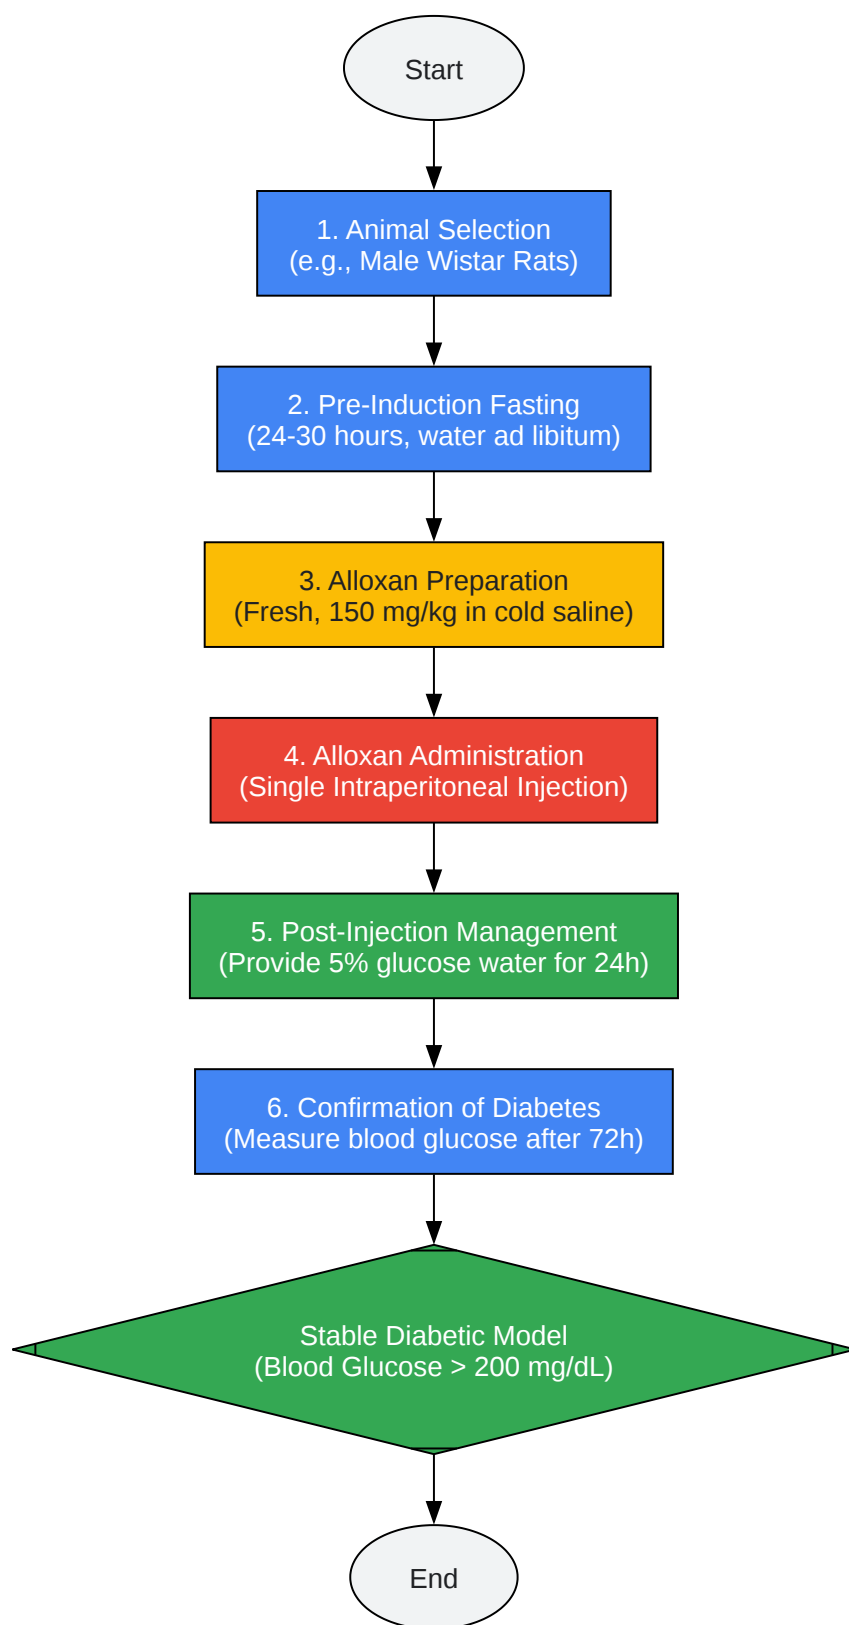 Start
1. Animal Selection
(e.g., Male Wistar Rats)
2. Pre-Induction Fasting
(24-30 hours, water ad libitum)
3. Alloxan Preparation
(Fresh, 150 mg/kg in cold saline)
4. Alloxan Administration
(Single Intraperitoneal Injection)
5. Post-Injection Management
(Provide 5% glucose water for 24h)
6. Confirmation of Diabetes
(Measure blood glucose after 72h)
Stable Diabetic Model
(Blood Glucose > 200 mg/dL)
End